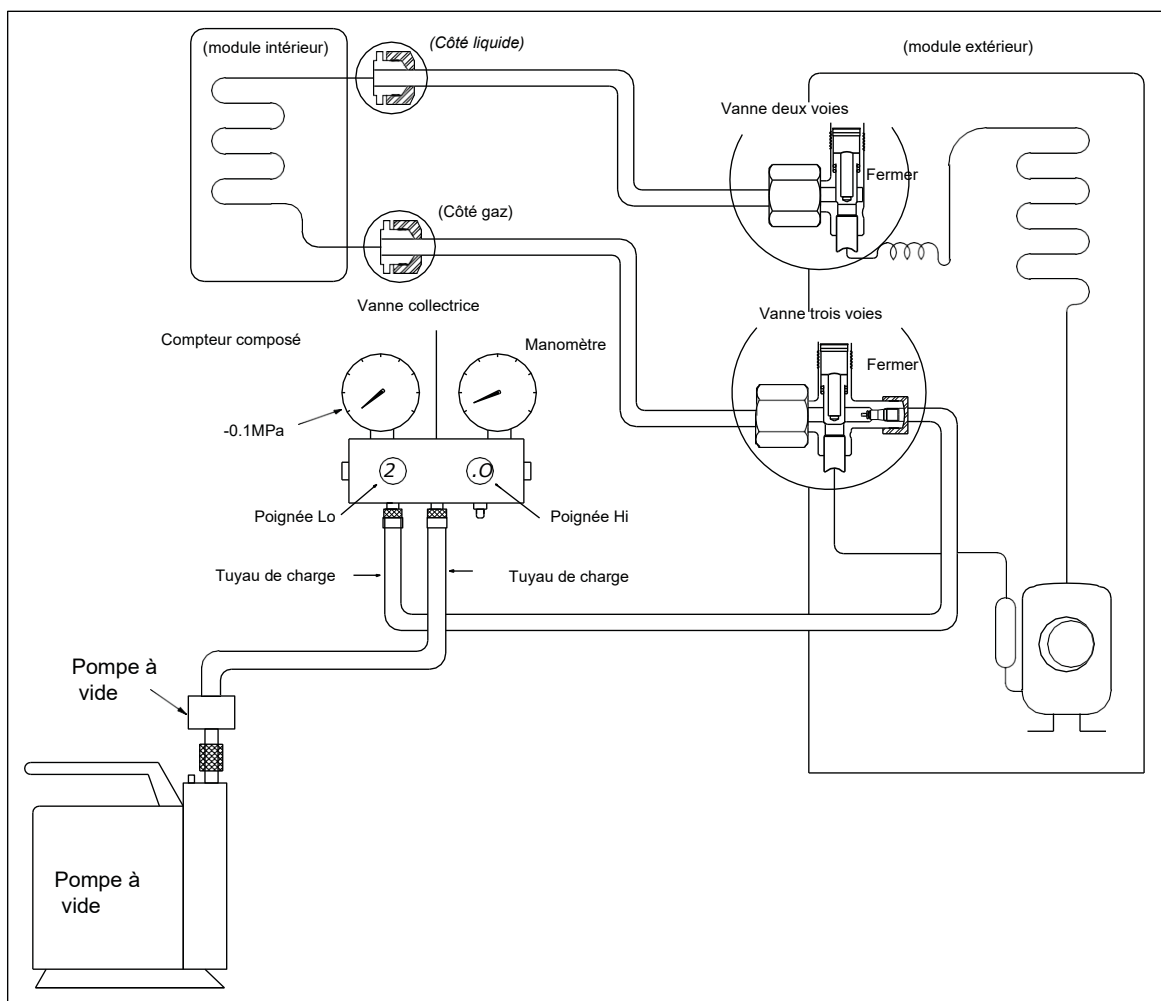 (module intérieur)
(Côté liquide)
(module extérieur)
Vanne deux voies
Fermer
(Côté gaz)
Vanne collectrice
Vanne trois voies
Compteur composé
Manomètre
Fermer
-0.1MPa
2
.O
Poignée Lo
Poignée Hi
Tuyau de charge
Tuyau de charge
Pompe à
vide
Pompe à
vide